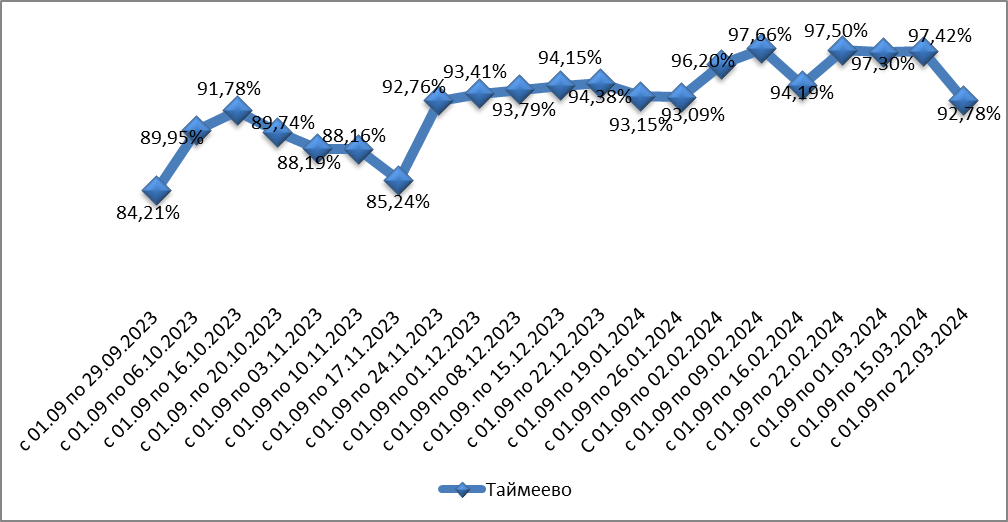 84,21%
89,95%
91,78%
89,74%
88,19%
88,16%
85,24%
92,76%
93,41%
93,79%
94,15%
94,38%
93,15%
93,09%
96,20%
97,66%
94,19%
97,50%
97,30%
97,42%
92,78%
с 01.09 по 29.09.2023
с 01.09 по 06.10.2023
с 01.09 по 16.10.2023
с 01.09. по 20.10.2023
с 01.09 по 03.11.2023
с 01.09 по 10.11.2023
с 01.09 по 17.11.2023
с 01.09 по 24.11.2023
с 01.09 по 01.12.2023
с 01.09 по 08.12.2023
с 01.09. по 15.12.2023
с 01.09 по 22.12.2023
с 01.09 по 19.01.2024
с 01.09 по 26.01.2024
С 01.09 по 02.02.2024
с 01.09 по 09.02.2024
с 01.09 по 16.02.2024
с 01.09 по 22.02.2024
с 01.09 по 01.03.2024
с 01.09 по 15.03.2024
с 01.09 по 22.03.2024
Таймеево